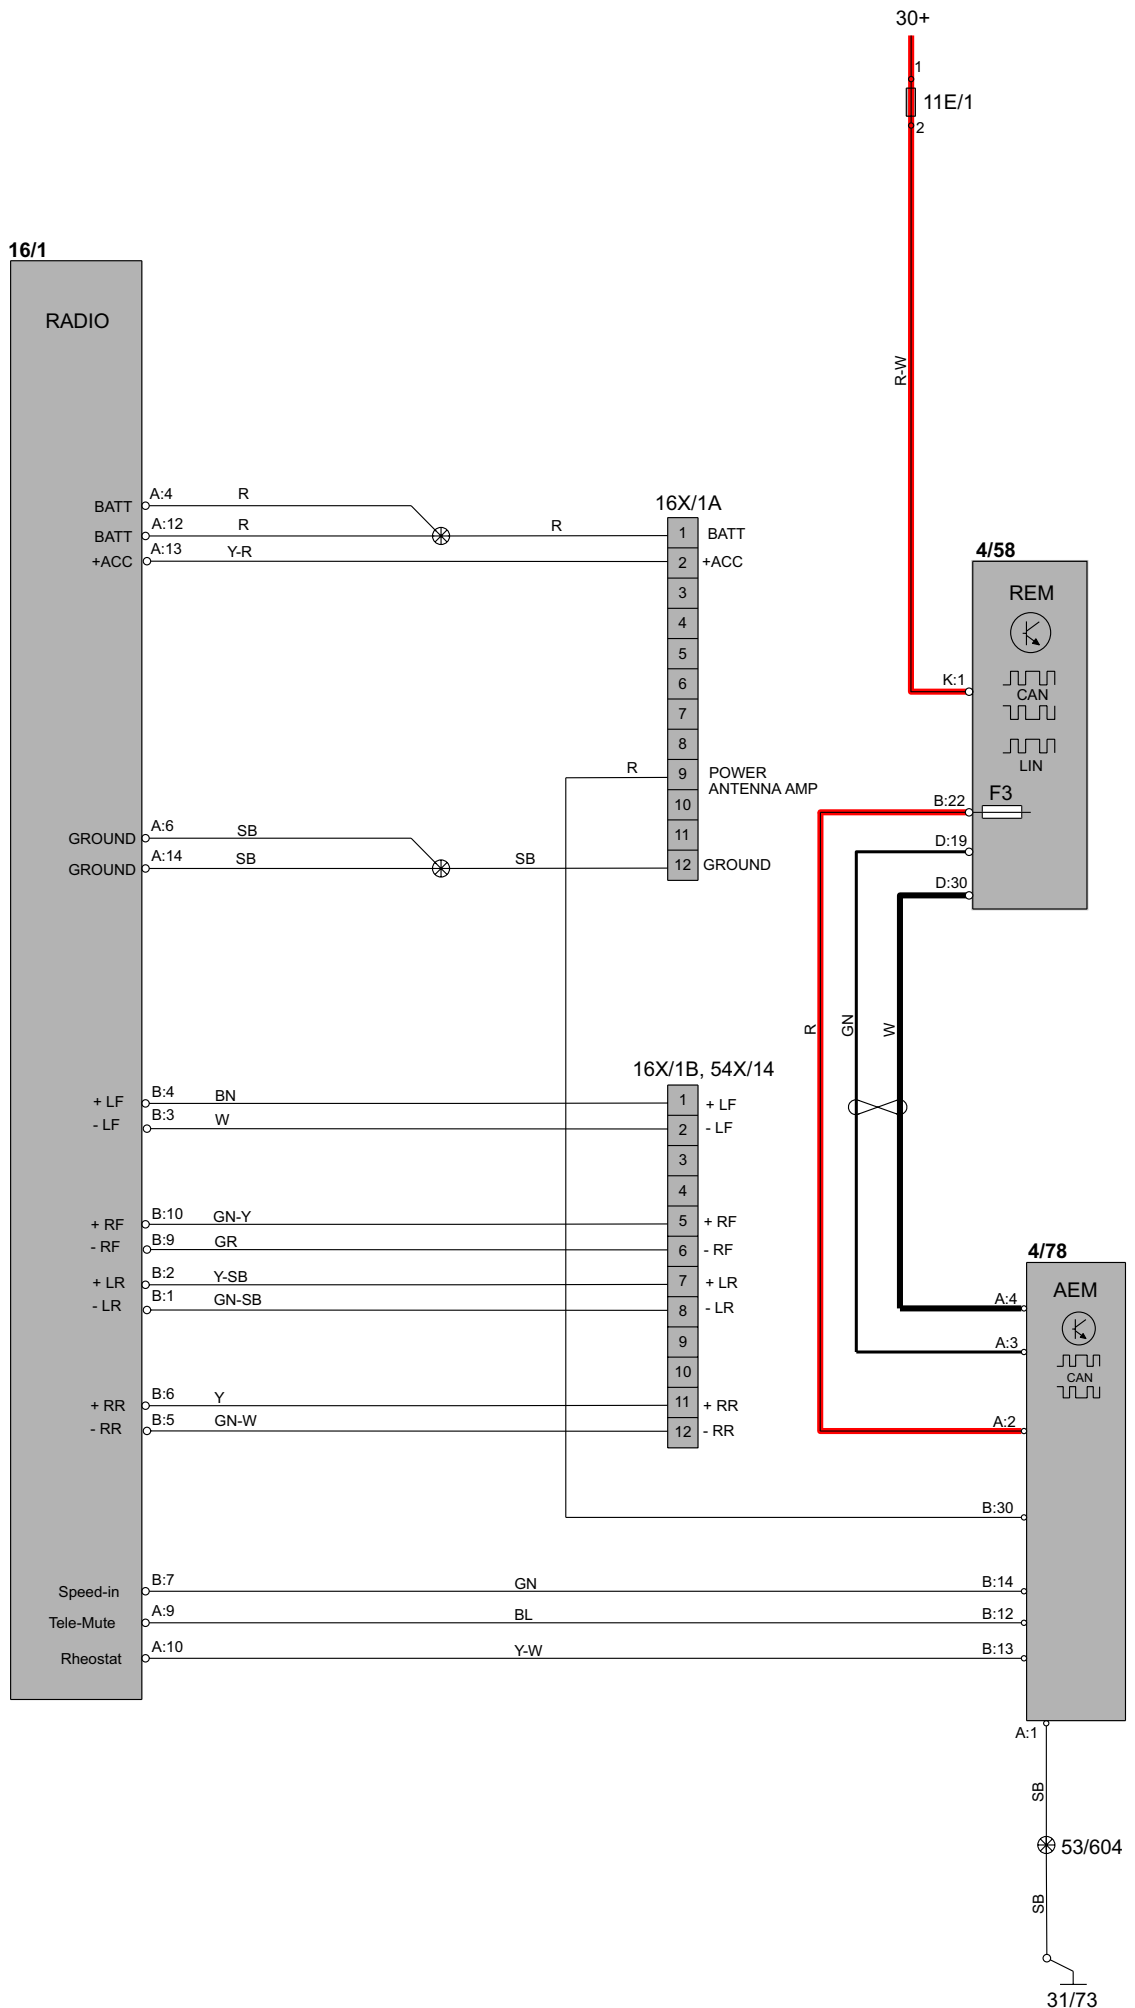 30+
1
11E/1
2
R-W
16/1
RADIO
BATT A:4 R
BATT A:12 R R
+ACC A:13 Y-R
16X/1A
1 BATT
2 +ACC
3
4
5
6
7
8
R 9 POWER
ANTENNA AMP
10
11
12 GROUND
GROUND A:6 SB
GROUND A:14 SB SB
4/58
REM
CAN
LIN
K:1
B:22 F3
D:19
D:30
R
GN
W
16X/1B, 54X/14
+ LF B:4 BN 1 + LF
- LF B:3 W 2 - LF
3
4
+ RF B:10 GN-Y 5 + RF
- RF B:9 GR 6 - RF
+ LR B:2 Y-SB 7 + LR
- LR B:1 GN-SB 8 - LR
9
10
+ RR B:6 Y 11 + RR
- RR B:5 GN-W 12 - RR
4/78
AEM
CAN
A:4
A:3
A:2
B:30
Speed-in B:7 GN B:14
Tele-Mute A:9 BL B:12
Rheostat A:10 Y-W B:13
A:1
SB
53/604
SB
31/73